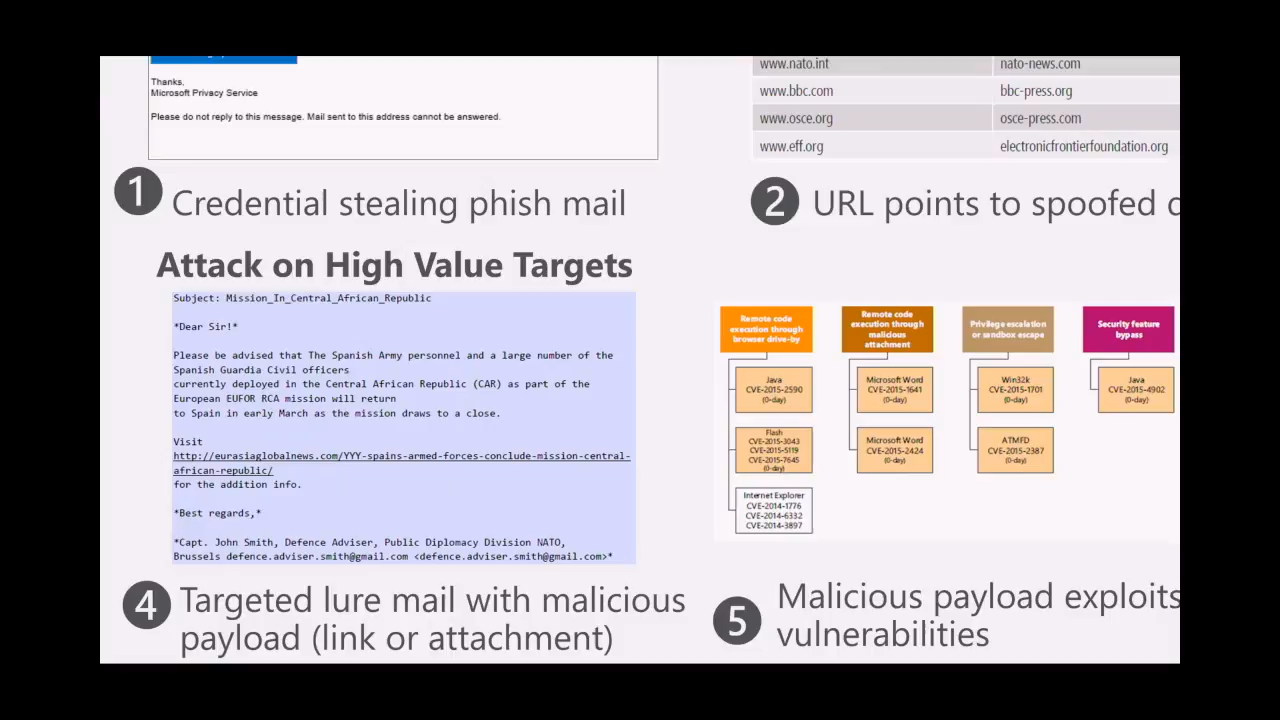 Thanks,
Microsoft Privacy Service
Please do not reply to this message. Mail sent to this address cannot be answered.
www.nato.int nato-news.com
www.bbc.com bbc-press.org
www.osce.org osce-press.com
www.eff.org electronicfrontierfoundation.org
1 Credential stealing phish mail
2 URL points to spoofed
Attack on High Value Targets
Subject: Mission_In_Central_African_Republic
*Dear Sir!*
Please be advised that The Spanish Army personnel and a large number of the
Spanish Guardia Civil officers
currently deployed in the Central African Republic (CAR) as part of the
European EUFOR RCA mission will return
to Spain in early March as the mission draws to a close.
Visit
http://eurasiaglobalnews.com/YYY-spains-armed-forces-conclude-mission-central-
african-republic/
for the addition info.
*Best regards,*
*Capt. John Smith, Defence Adviser, Public Diplomacy Division NATO,
Brussels defence.adviser.smith@gmail.com <defence.adviser.smith@gmail.com>*
Remote code
execution through
browser drive-by
Java
CVE-2015-2590
(0-day)
Flash
CVE-2015-3043
CVE-2015-5119
CVE-2015-7645
(0-day)
Internet Explorer
CVE-2014-1776
CVE-2014-6332
CVE-2014-3897
Remote code
execution through
malicious
attachment
Microsoft Word
CVE-2015-1641
(0-day)
Microsoft Word
CVE-2015-2424
(0-day)
Privilege escalation
or sandbox escape
Win32k
CVE-2015-1701
(0-day)
ATMFD
CVE-2015-2387
(0-day)
Security feature
bypass
Java
CVE-2015-4902
(0-day)
4 Targeted lure mail with malicious
payload (link or attachment)
5 Malicious payload exploits
vulnerabilities